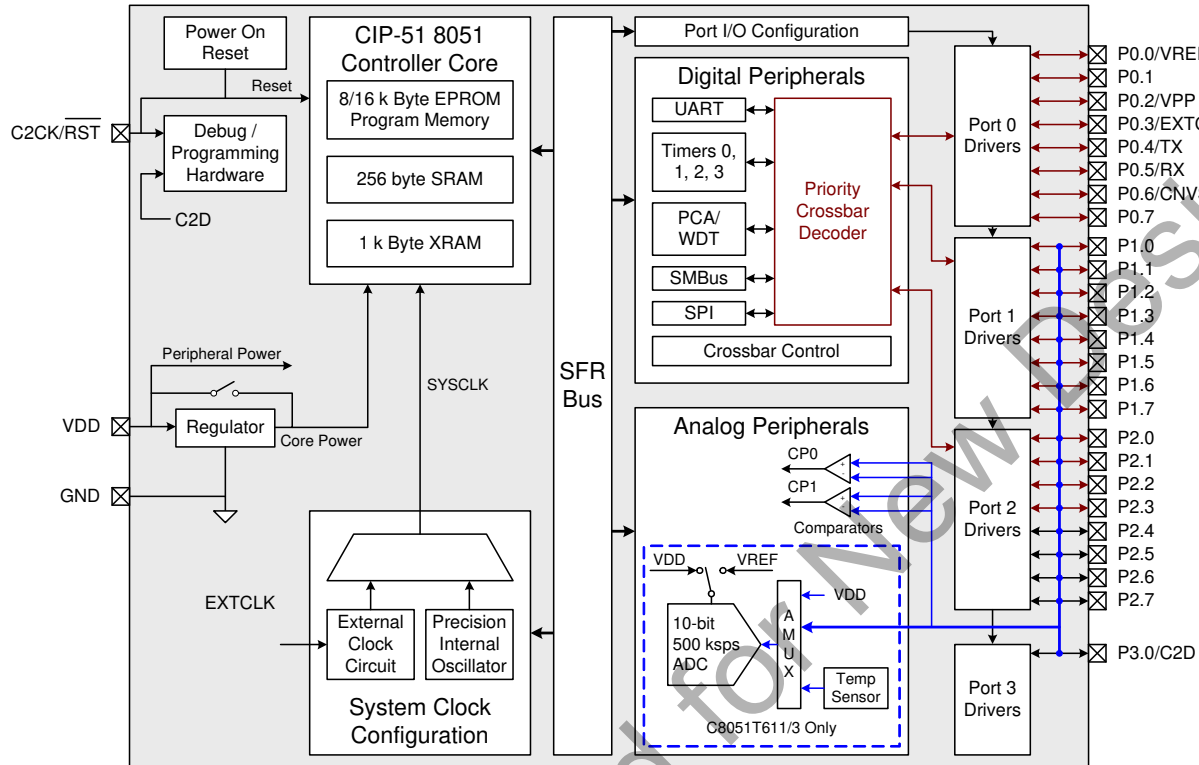 Power On
Reset
Reset
C2CK/RST
Debug /
Programming
Hardware
C2D
CIP-51 8051
Controller Core
8/16 k Byte EPROM
Program Memory
256 byte SRAM
1 k Byte XRAM
Peripheral Power
VDD
Regulator
Core Power
GND
SYSCLK
EXTCLK
External
Clock
Circuit
Precision
Internal
Oscillator
System Clock
Configuration
SFR
Bus
Port I/O Configuration
Digital Peripherals
UART
Timers 0,
1, 2, 3
PCA/
WDT
SMBus
SPI
Priority
Crossbar
Decoder
Crossbar Control
Analog Peripherals
CP0
+
-
CP1
+
-
Comparators
VDD
VREF
10-bit
500 ksps
ADC
A
M
U
X
VDD
Temp
Sensor
C8051T611/3 Only
Port 0
Drivers
Port 1
Drivers
Port 2
Drivers
Port 3
Drivers
P0.0/VREF
P0.1
P0.2/VPP
P0.3/EXTC
P0.4/TX
P0.5/RX
P0.6/CNVS
P0.7
P1.0
P1.1
P1.2
P1.3
P1.4
P1.5
P1.6
P1.7
P2.0
P2.1
P2.2
P2.3
P2.4
P2.5
P2.6
P2.7
P3.0/C2D
for New Desi